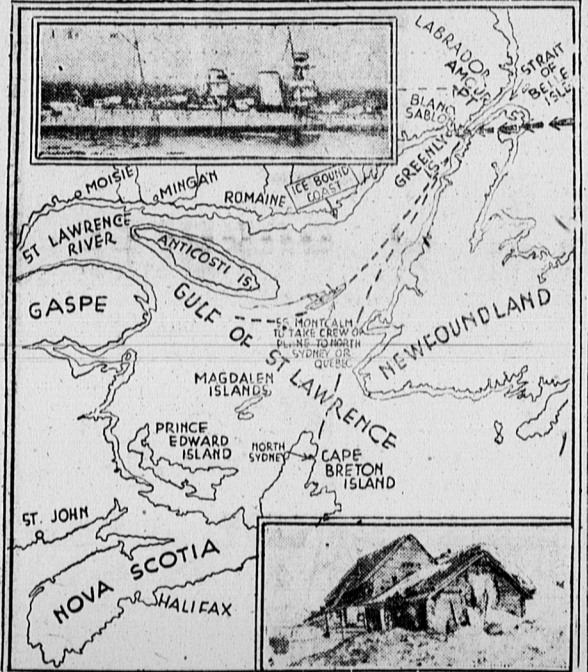 LABRADOR
AMOUR
PT
STRAIT
OF
BELLE
ISLE
BLANC
SABLON
GREENLY
IS.
ICE BOUND
COAST
MOISIE
MINGAN
ROMAINE
ST LAWRENCE
RIVER
ANTICOSTI IS.
GASPE
GULF OF ST LAWRENCE
SS MONTCALM
TO TAKE CREW OF
PLANE TO NORTH
SYDNEY OR
QUEBEC
NEWFOUNDLAND
MAGDALEN
ISLANDS
PRINCE
EDWARD
ISLAND
NORTH
SYDNEY
CAPE
BRETON
ISLAND
ST. JOHN
NOVA SCOTIA
HALIFAX